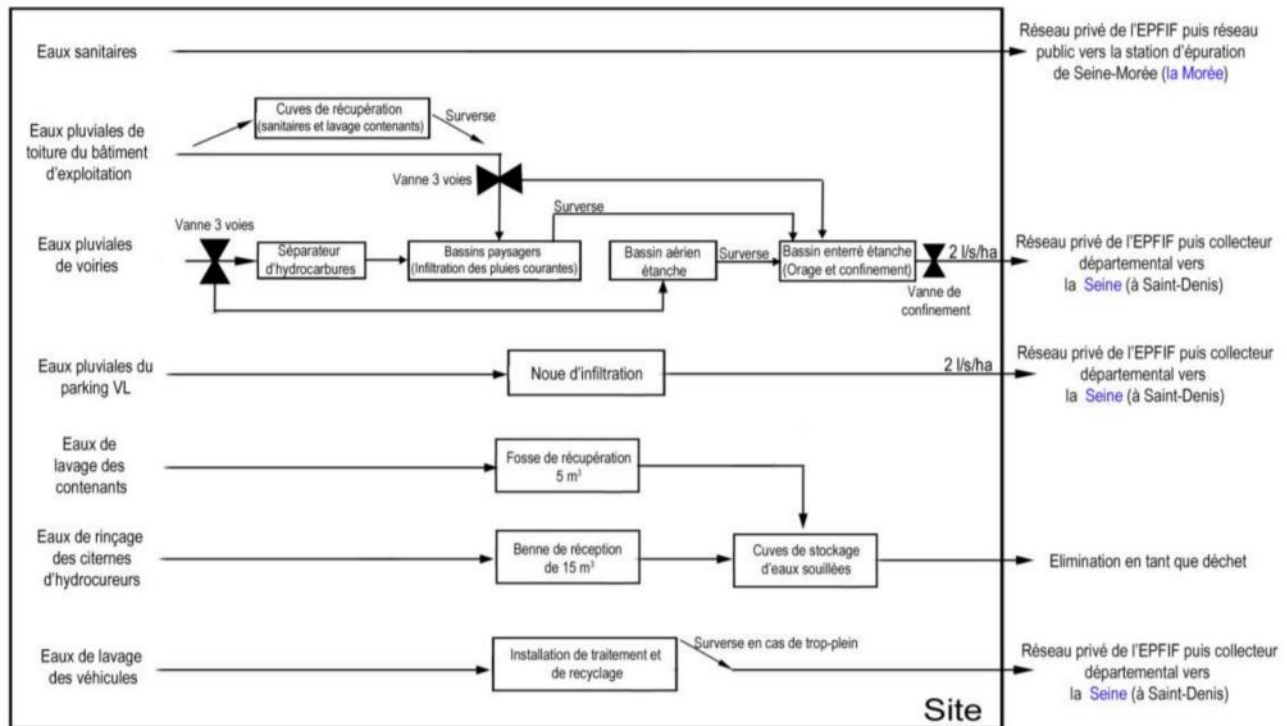 Eaux sanitaires
Réseau privé de l'EPFIF puis réseau
public vers la station d'épuration
de Seine-Morée (la Morée)
Eaux pluviales de
toiture du bâtiment
d'exploitation
Cuves de récupération
(sanitaires et lavage contenants)
Surverse
Vanne 3 voies
Eaux pluviales
de voiries
Vanne 3 voies
Séparateur
d'hydrocarbures
Bassins paysagers
(Infiltration des pluies courantes)
Surverse
Bassin aérien
étanche
Surverse
Bassin enterré étanche
(Orage et confinement)
2 l/s/ha
Vanne de
confinement
Réseau privé de l'EPFIF puis collecteur
départemental vers
la Seine (à Saint-Denis)
Eaux pluviales du
parking VL
Noue d'infiltration
2 l/s/ha
Réseau privé de l'EPFIF puis collecteur
départemental vers
la Seine (à Saint-Denis)
Eaux de
lavage des
contenants
Fosse de récupération
5 m³
Eaux de rinçage
des citernes
d'hydrocureurs
Benne de réception
de 15 m³
Cuves de stockage
d'eaux souillées
Elimination en tant que déchet
Eaux de lavage
des véhicules
Installation de traitement et
de recyclage
Surverse en cas de trop-plein
Réseau privé de l'EPFIF puis collecteur
départemental vers
la Seine (à Saint-Denis)
Site